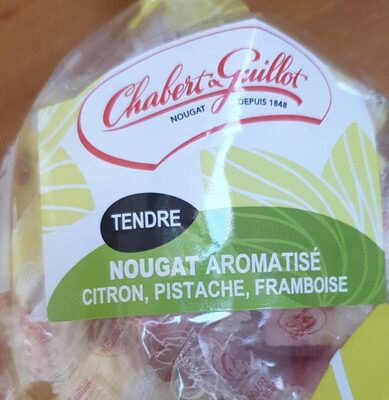 Chabert & Guillot
NOUGAT DEPUIS 1848
TENDRE
NOUGAT AROMATISÉ
CITRON, PISTACHE, FRAMBOISE